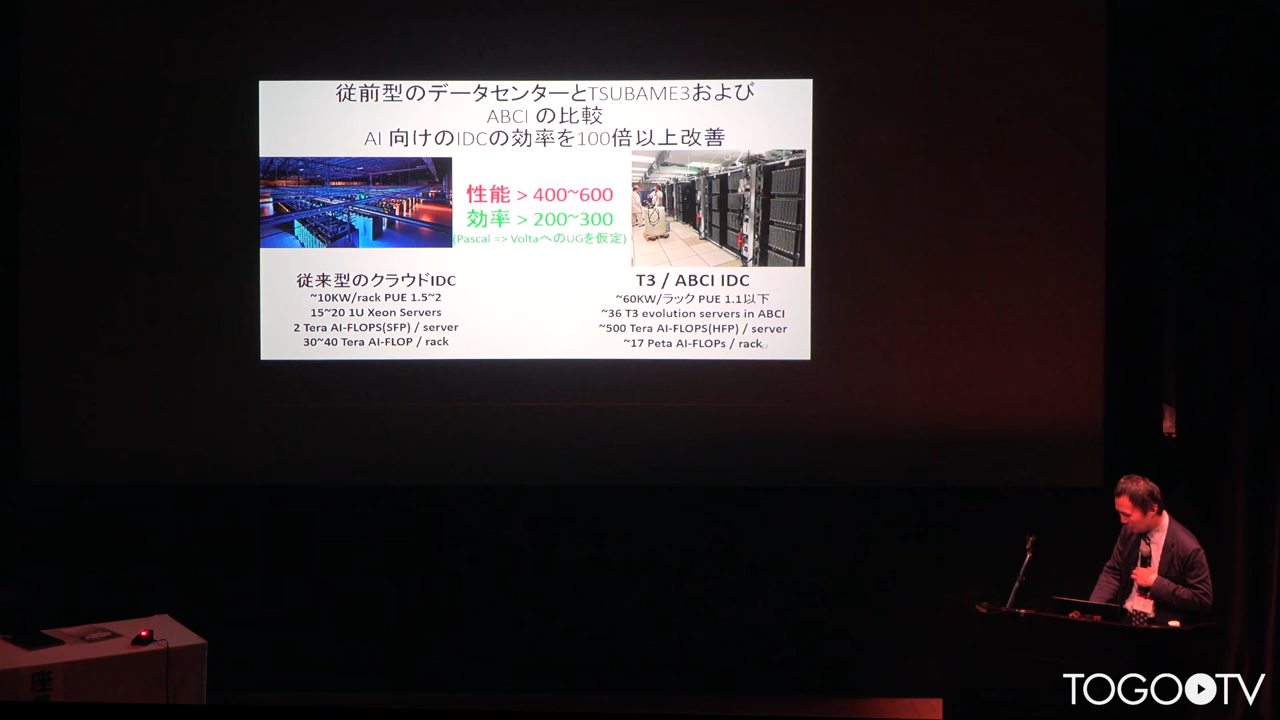 従前型のデータセンターとTSUBAME3および
ABCI の比較
AI 向けのIDCの効率を100倍以上改善
性能 > 400~600
効率 > 200~300
(Pascal => VoltaへのUGを仮定)
従来型のクラウドIDC
~10KW/rack PUE 1.5~2
15~20 1U Xeon Servers
2 Tera AI-FLOPS(SFP) / server
30~40 Tera AI-FLOP / rack
T3 / ABCI IDC
~60KW/ラック PUE 1.1以下
~36 T3 evolution servers in ABCI
~500 Tera AI-FLOPS(HFP) / server
~17 Peta AI-FLOPs / rack
座
TOGOTV